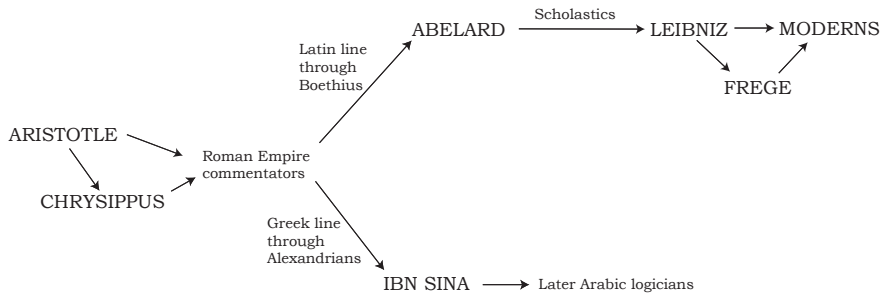 ABELARD
Scholastics
LEIBNIZ
MODERNS
Latin line
through
Boethius
FREGE
ARISTOTLE
Roman Empire
commentators
CHRYSIPPUS
Greek line
through
Alexandrians
IBN SINA
Later Arabic logicians